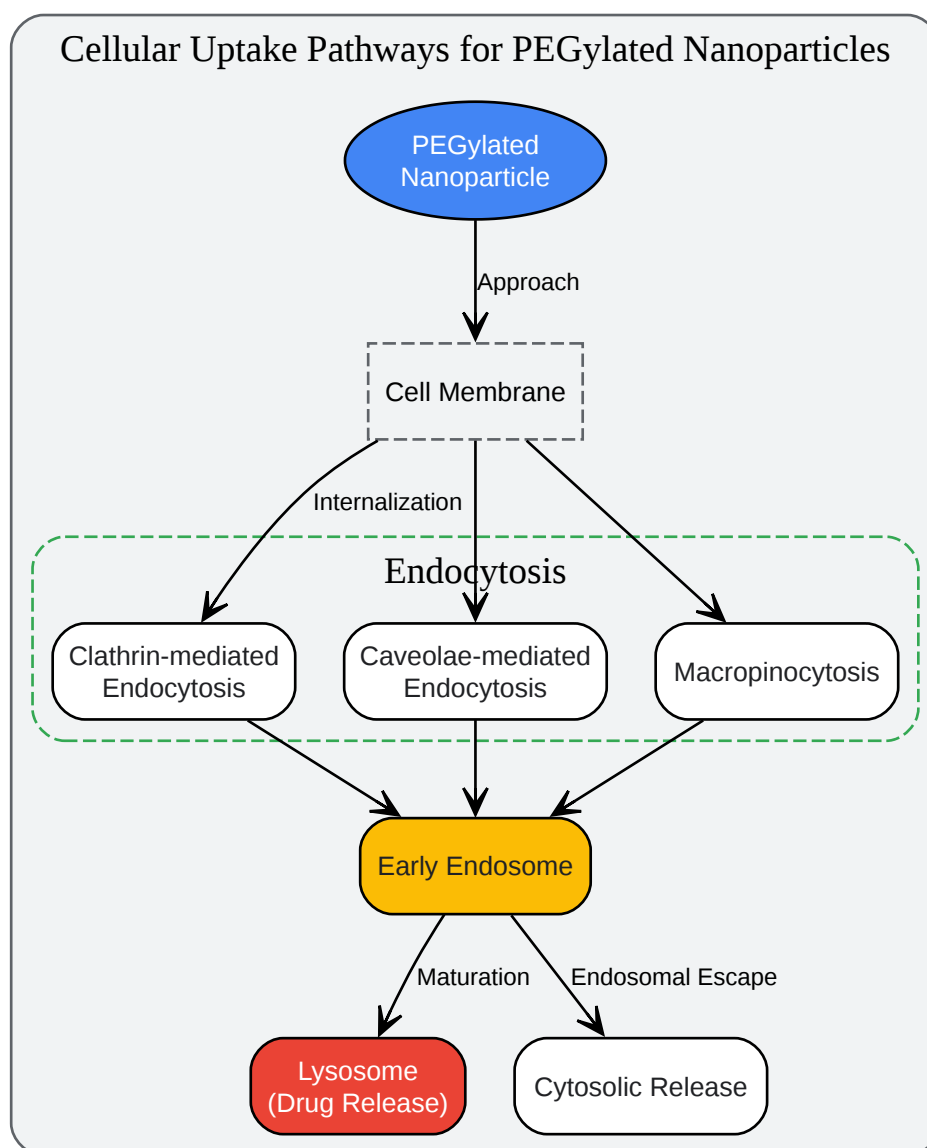 Cellular Uptake Pathways for PEGylated Nanoparticles
PEGylated
Nanoparticle
Approach
Cell Membrane
Internalization
Endocytosis
Clathrin-mediated
Endocytosis
Caveolae-mediated
Endocytosis
Macropinocytosis
Early Endosome
Maturation
Endosomal Escape
Lysosome
(Drug Release)
Cytosolic Release